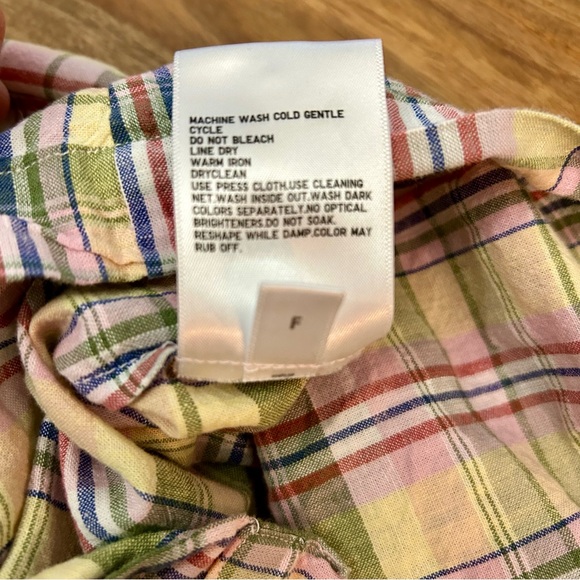 MACHINE WASH COLD GENTLE
CYCLE
DO NOT BLEACH
LINE DRY
WARM IRON
DRYCLEAN
USE PRESS CLOTH.USE CLEANING
NET.WASH INSIDE OUT.WASH DARK
COLORS SEPARATELY.NO OPTICAL
BRIGHTENERS.DO NOT SOAK.
RESHAPE WHILE DAMP.COLOR MAY
RUB OFF.
F